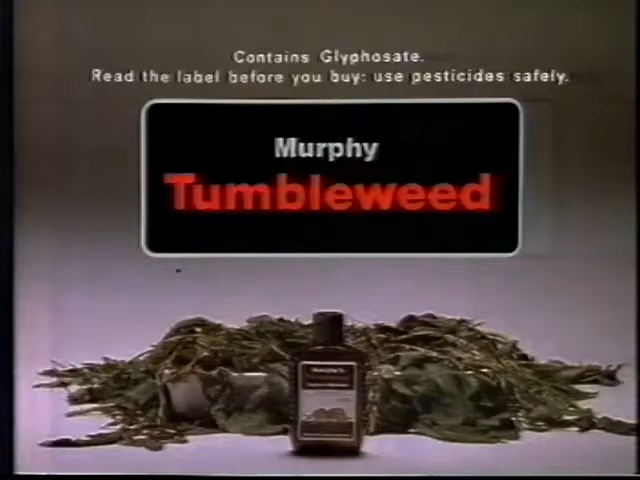 Contains Glyphosate.
Read the label before you buy: use pesticides safely.
Murphy
Tumbleweed